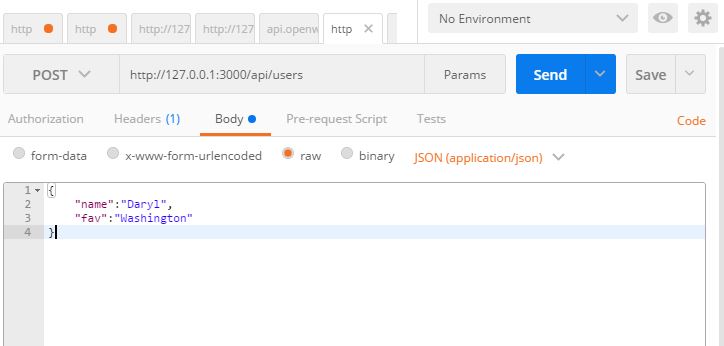 http http http://127 http://127 api.openw http No Environment
POST http://127.0.0.1:3000/api/users Params Send Save
Authorization Headers (1) Body Pre-request Script Tests Code
form-data x-www-form-urlencoded raw binary JSON (application/json)
1 {
2 "name":"Daryl",
3 "fav":"Washington"
4 }